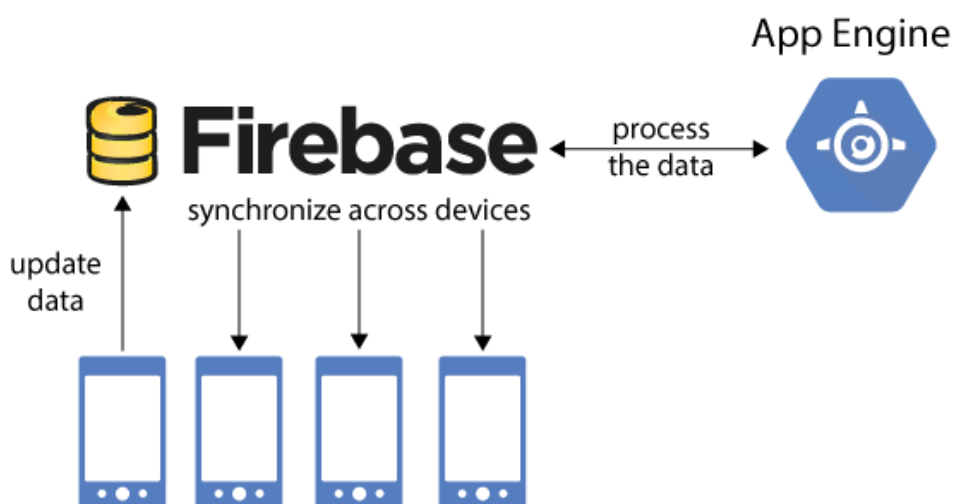 App Engine
Firebase
process
the data
synchronize across devices
update
data